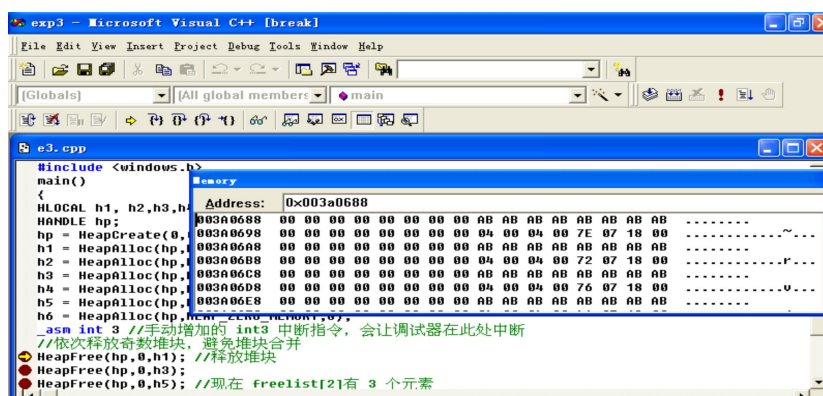 exp3 - Microsoft Visual C++ [break]
File Edit View Insert Project Debug Tools Window Help
[Globals] [All global members main
e3.cpp
#include <windows.h>
main()
{
HLOCAL h1, h2,h3,h4
HANDLE hp;
hp = HeapCreate(0,
h1 = HeapAlloc(hp,
h2 = HeapAlloc(hp,
h3 = HeapAlloc(hp,
h4 = HeapAlloc(hp,
h5 = HeapAlloc(hp,
h6 = HeapAlloc(hp,HEAP_ZERO_MEMORY,8);
_asm int 3 //手动增加的 int3 中断指令，会让调试器在此处中断
//依次释放奇数堆块，避免堆块合并
HeapFree(hp,0,h1); //释放堆块
HeapFree(hp,0,h3);
HeapFree(hp,0,h5); //现在 freelist[2]有 3 个元素
Memory
Address: 0x003a0688
003A0688 00 00 00 00 00 00 00 00 AB AB AB AB AB AB AB AB ........
003A0698 00 00 00 00 00 00 00 00 04 00 04 00 7E 07 18 00 ............~...
003A06A8 00 00 00 00 00 00 00 00 AB AB AB AB AB AB AB AB ........
003A06B8 00 00 00 00 00 00 00 00 04 00 04 00 72 07 18 00 ............r...
003A06C8 00 00 00 00 00 00 00 00 AB AB AB AB AB AB AB AB ........
003A06D8 00 00 00 00 00 00 00 00 04 00 04 00 76 07 18 00 ............v...
003A06E8 00 00 00 00 00 00 00 00 AB AB AB AB AB AB AB AB ........